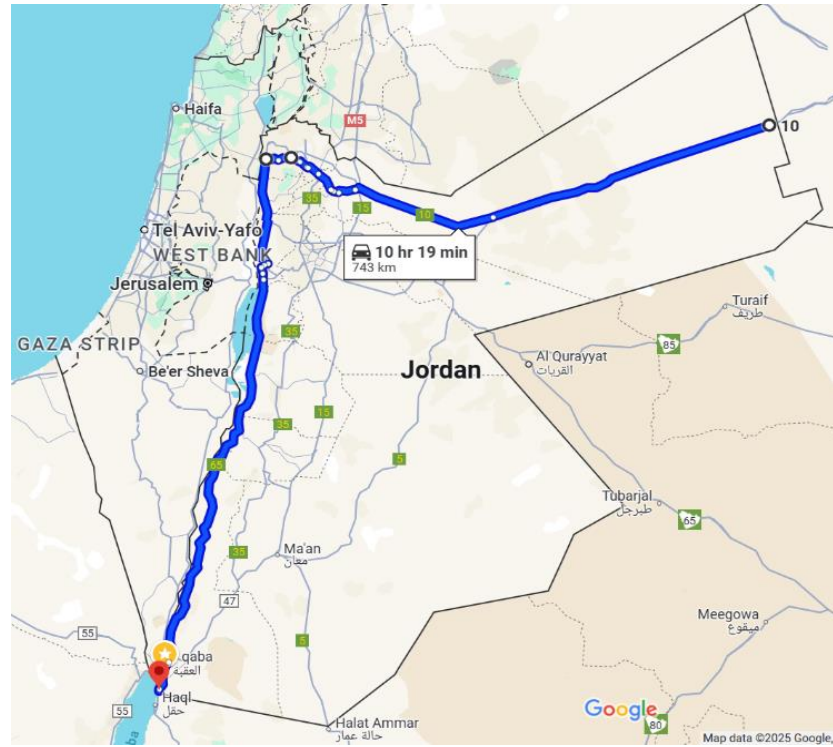 Haifa
M5
10
35
15
10
Tel Aviv-Yafo
WEST BANK
10 hr 19 min
743 km
Jerusalem
Turaif
طريف
GAZA STRIP
35
85
Al Qurayyat
القريات
Be'er Sheva
Jordan
15
35
5
65
Tubarjal
طبرجل
65
35
Ma'an
معان
47
Meegowa
ميقوع
55
5
Aqaba
العقبة
Haql
حقل
55
Google
80
Halat Ammar
حالة عمار
Map data ©2025 Google,